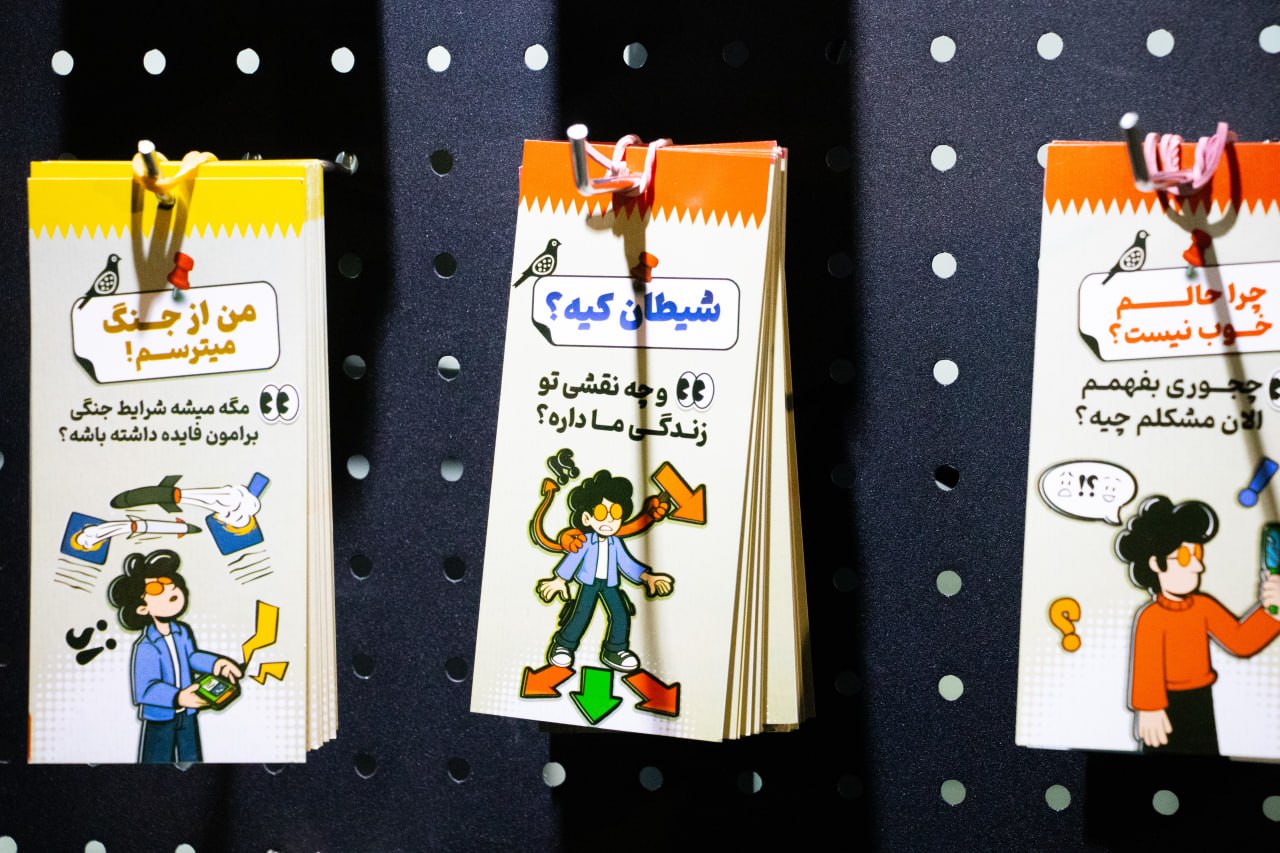 من از جنگ
میترسم!
مگه میشه شرایط جنگی
برامون فایده داشته باشه؟
شیطان کیه؟
و چه نقشی تو
زندگی ما داره؟
چرا حالم
خوب نیست؟
چجوری بفهمم
الان مشکلم چیه؟
!؟